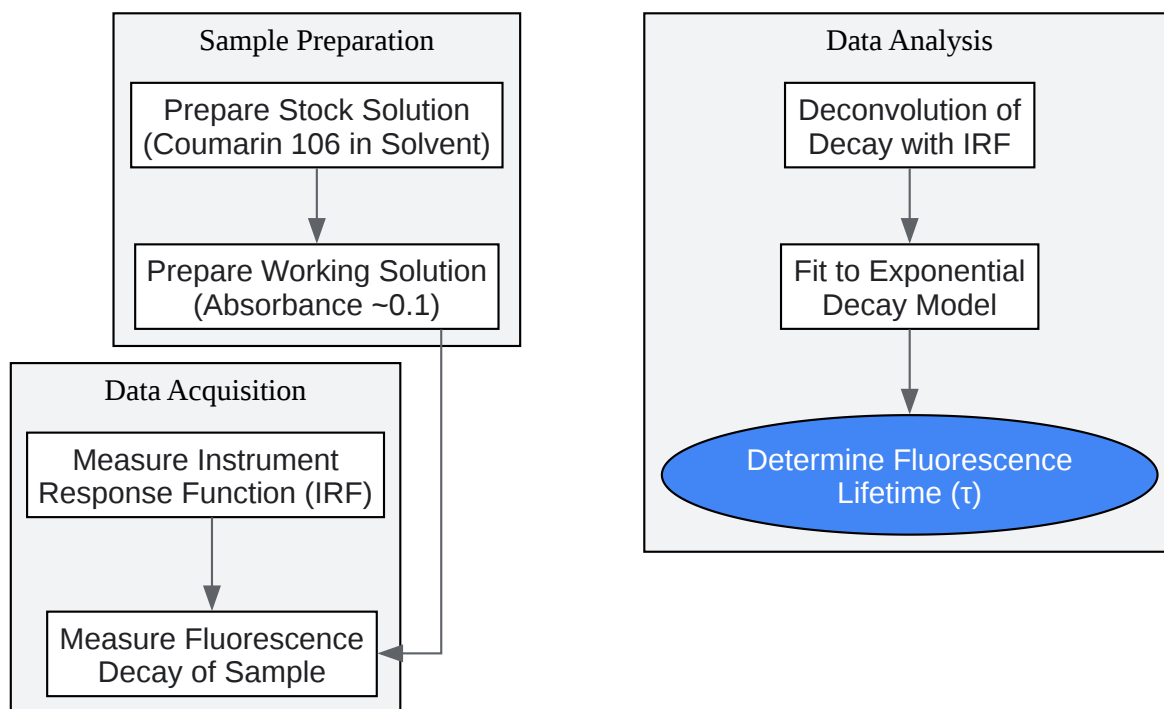 Sample Preparation
Prepare Stock Solution
(Coumarin 106 in Solvent)
Prepare Working Solution
(Absorbance ~0.1)
Data Acquisition
Measure Instrument
Response Function (IRF)
Measure Fluorescence
Decay of Sample
Data Analysis
Deconvolution of
Decay with IRF
Fit to Exponential
Decay Model
Determine Fluorescence
Lifetime (τ)